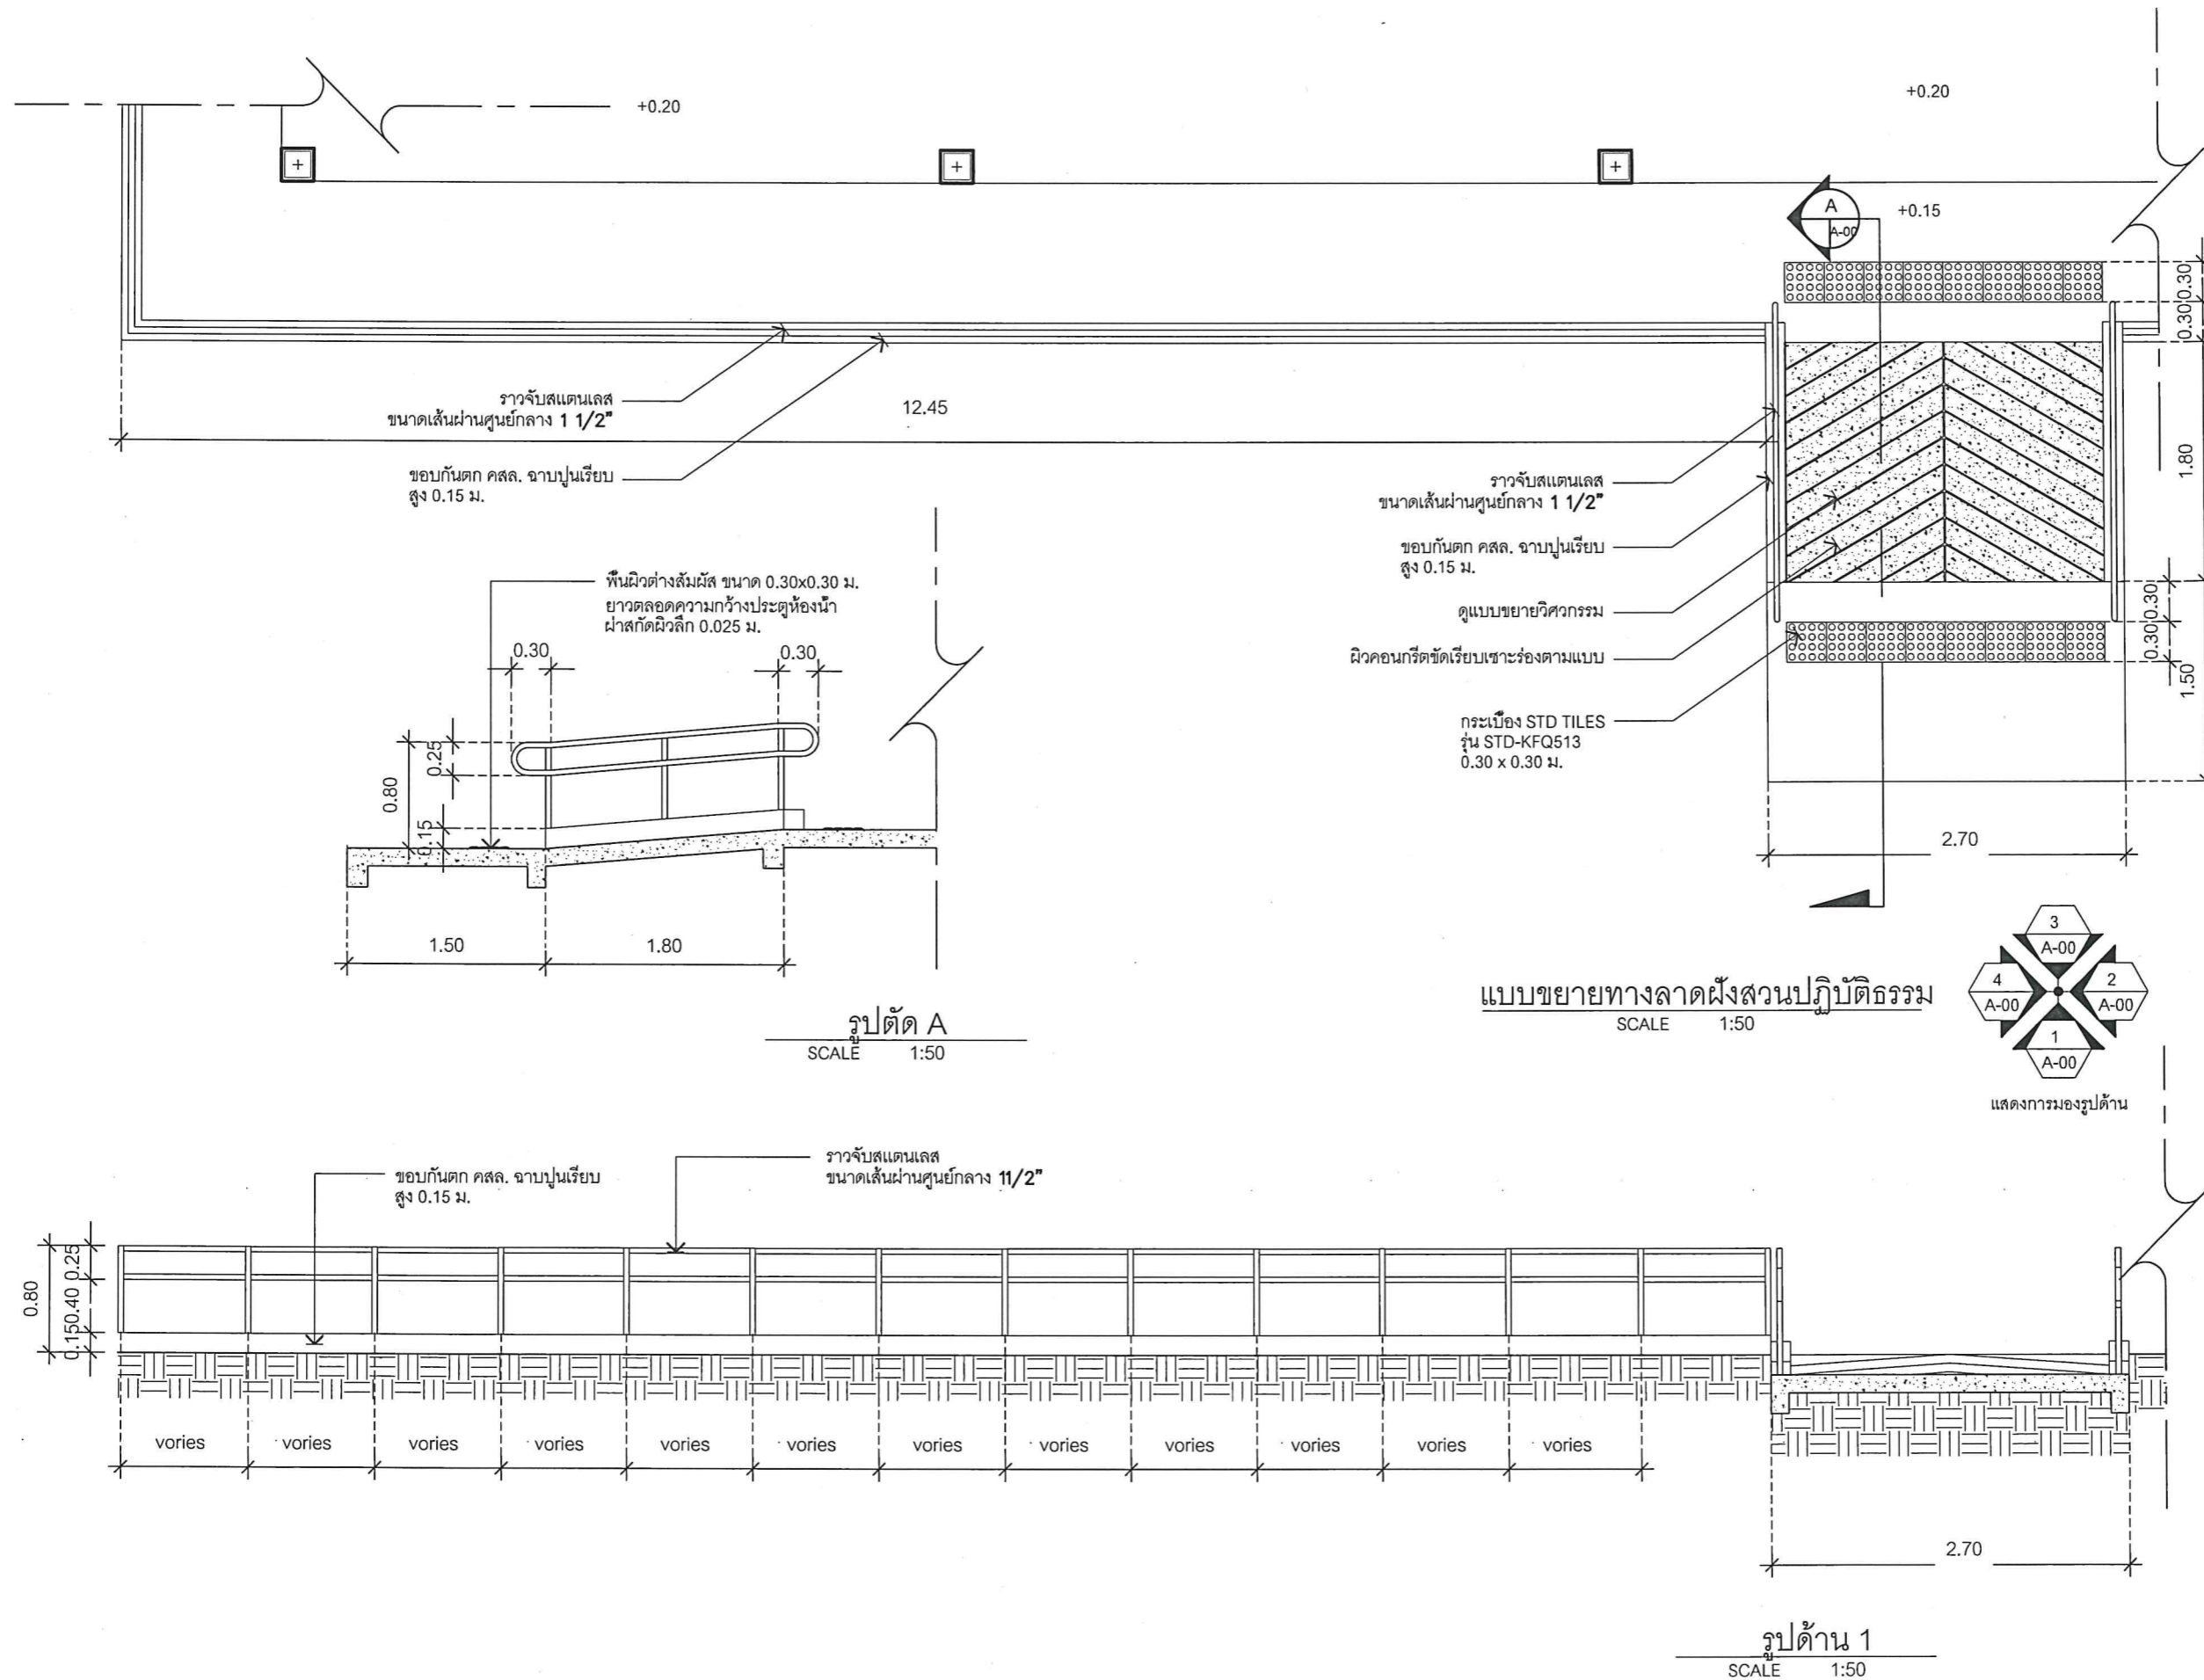 +0.20
+0.20
A
A-00
+0.15
0.30
0.30
ราวจับสแตนเลส
ขนาดเส้นผ่านศูนย์กลาง 1 1/2"
12.45
ขอบกันตก คสล. ฉาบปูนเรียบ
สูง 0.15 ม.
ราวจับสแตนเลส
ขนาดเส้นผ่านศูนย์กลาง 1 1/2"
1.80
ขอบกันตก คสล. ฉาบปูนเรียบ
สูง 0.15 ม.
ดูแบบขยายวิศวกรรม
0.30
0.30
ผิวคอนกรีตขัดเรียบเซาะร่องตามแบบ
1.50
กระเบื้อง STD TILES
รุ่น STD-KFQ513
0.30 x 0.30 ม.
2.70
พื้นผิวต่างสัมผัส ขนาด 0.30x0.30 ม.
ยาวตลอดความกว้างประตูห้องน้ำ
ผ่าสกัดผิวลึก 0.025 ม.
0.30
0.30
0.25
0.80
0.15
1.50
1.80
รูปตัด A
SCALE 1:50
แบบขยายทางลาดฝั่งสวนปฏิบัติธรรม
SCALE 1:50
3
A-00
4
A-00
2
A-00
1
A-00
แสดงการมองรูปด้าน
ขอบกันตก คสล. ฉาบปูนเรียบ
สูง 0.15 ม.
ราวจับสแตนเลส
ขนาดเส้นผ่านศูนย์กลาง 11/2"
0.80
0.25
0.40
0.15
vories vories vories vories vories vories vories vories vories vories vories vories
2.70
รูปด้าน 1
SCALE 1:50